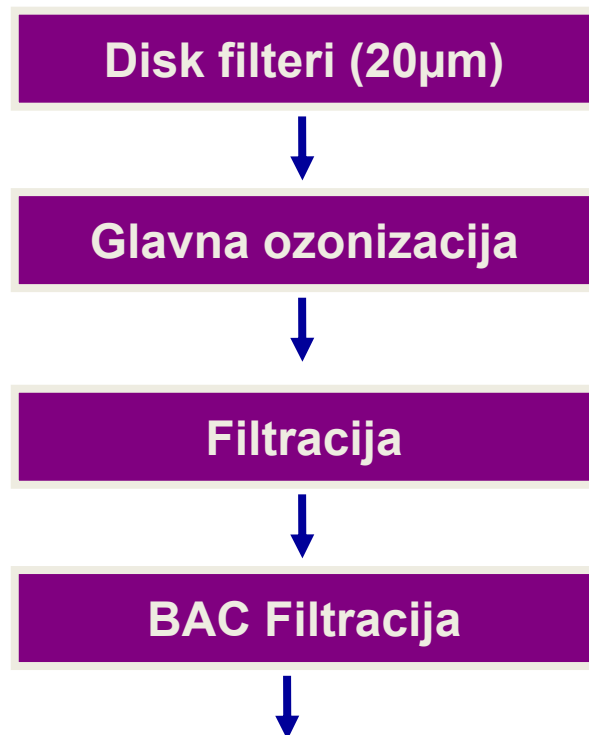 Disk filteri (20µm)
Glavna ozonizacija
Filtracija
BAC Filtracija